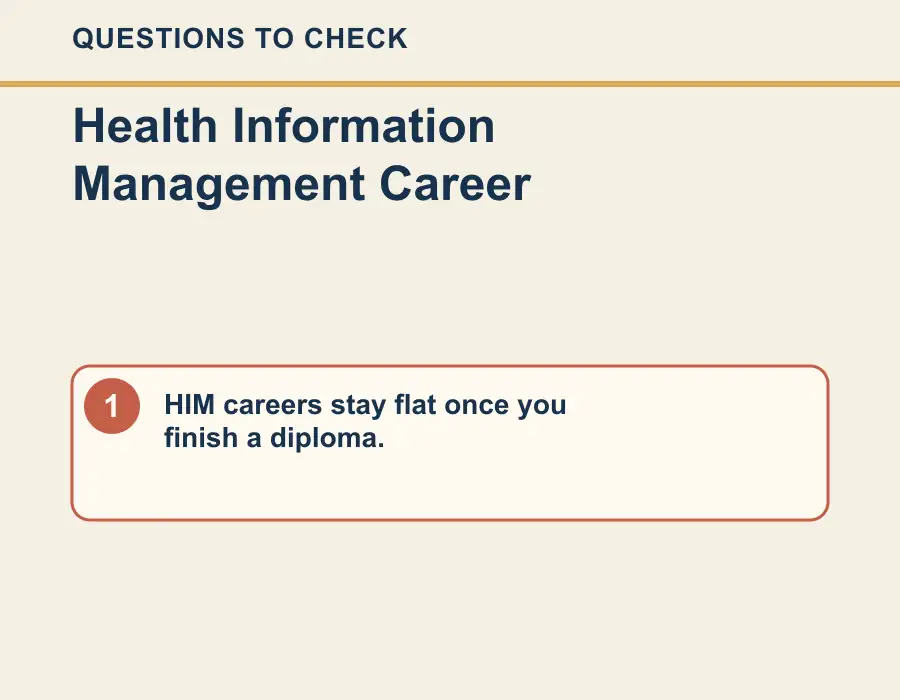 QUESTIONS TO CHECK
Health Information
Management Career
1
HIM careers stay flat once you
finish a diploma.